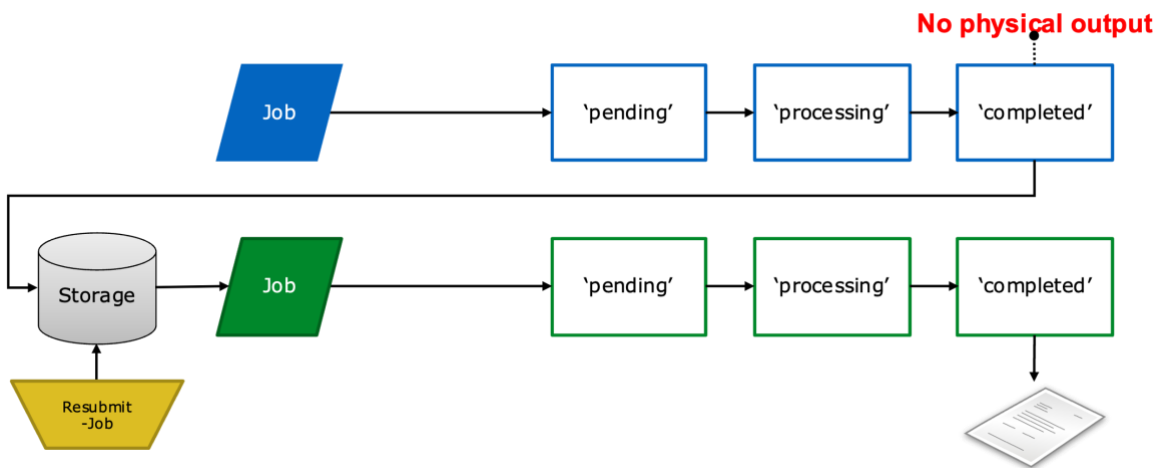 No physical output
Job
‘pending’
‘processing’
‘completed’
Storage
Job
‘pending’
‘processing’
‘completed’
Resubmit
-Job